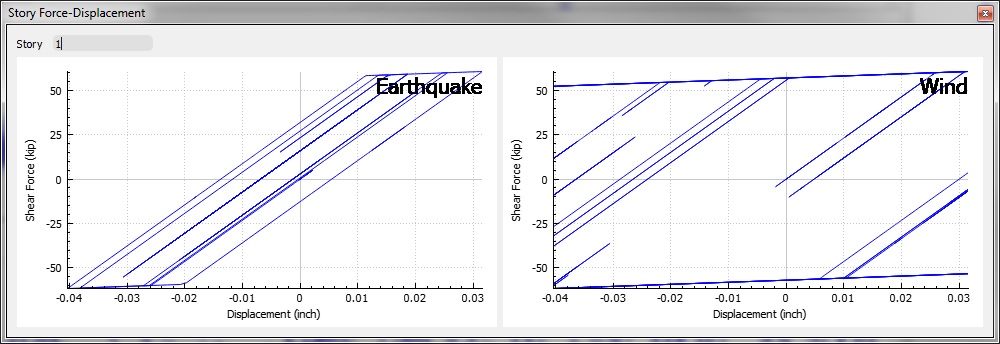 Story Force-Displacement
x
Story 1
Earthquake
50
25
0
-25
-50
Shear Force (kip)
-0.04 -0.03 -0.02 -0.01 0 0.01 0.02 0.03
Displacement (inch)
Wind
50
25
0
-25
-50
Shear Force (kip)
-0.04 -0.03 -0.02 -0.01 0 0.01 0.02 0.03
Displacement (inch)